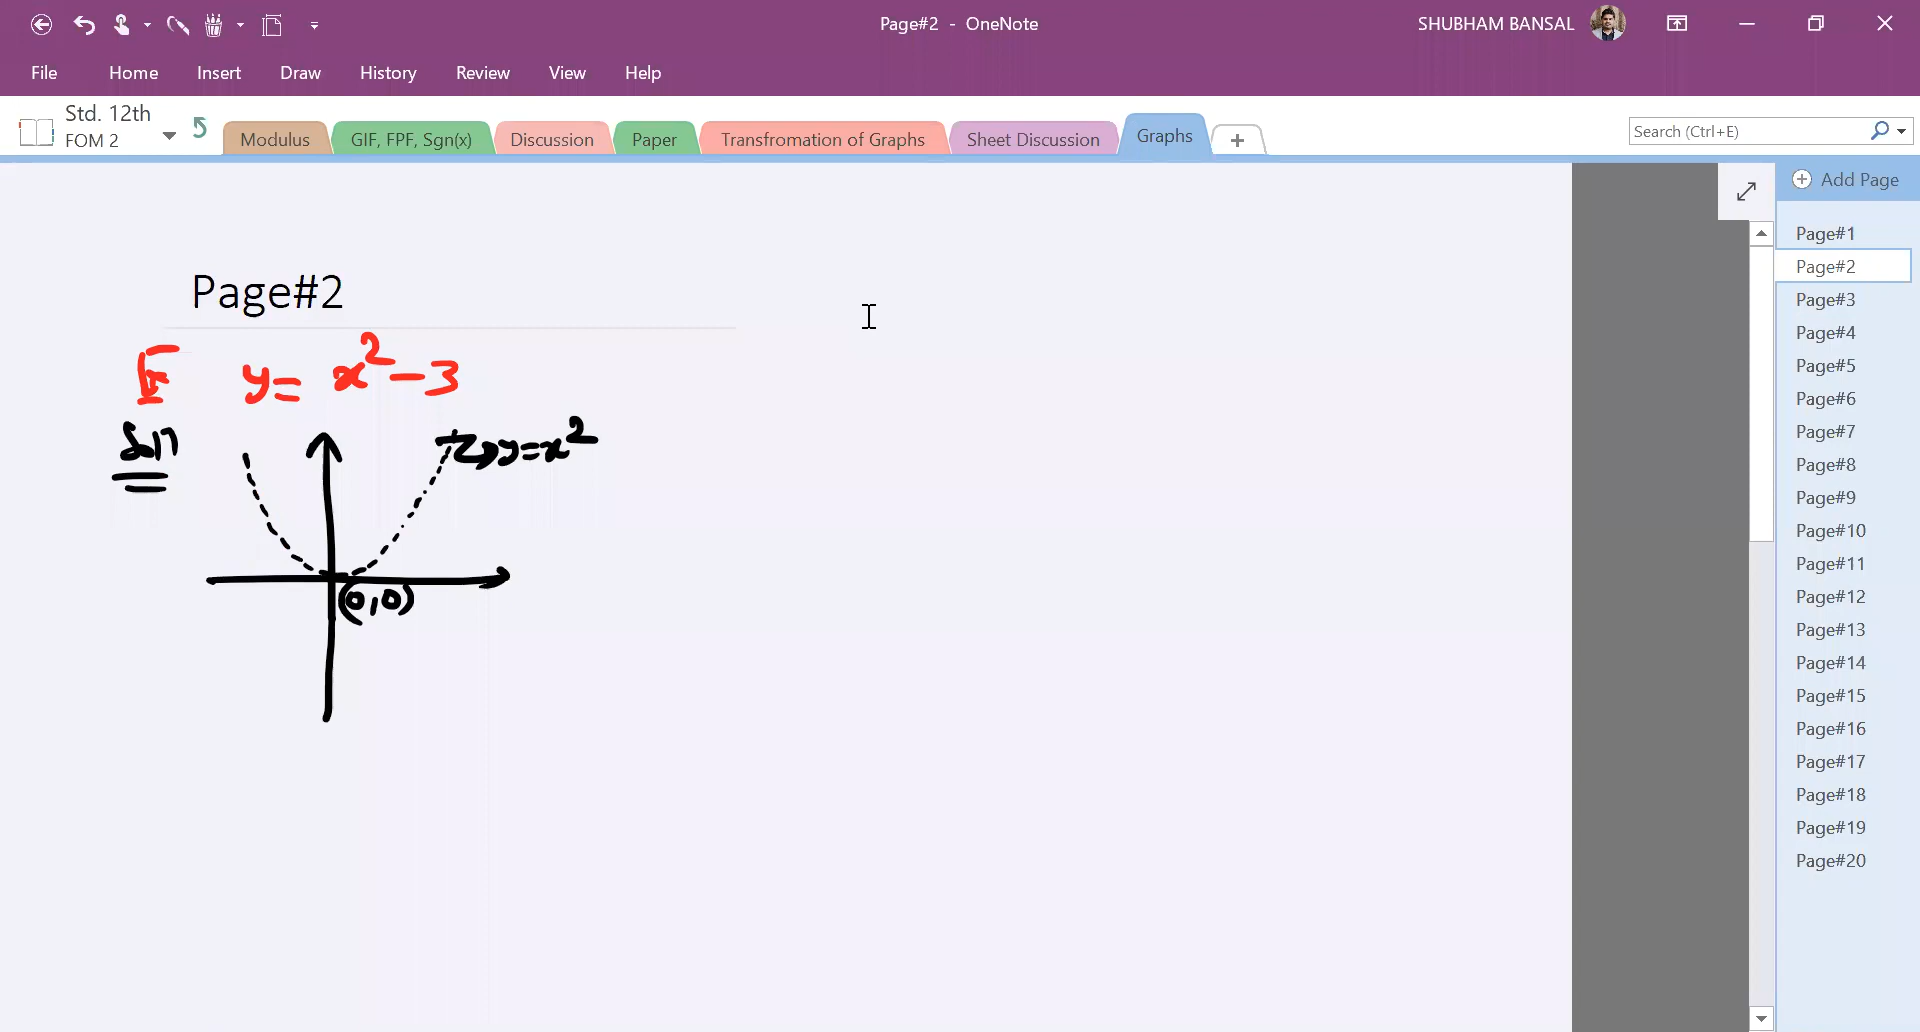 Page#2 - OneNote
SHUBHAM BANSAL
File Home Insert Draw History Review View Help
Std. 12th
FOM 2
Modulus GIF, FPF, Sgn(x) Discussion Paper Transfromation of Graphs Sheet Discussion Graphs +
Search (Ctrl+E)
Add Page
Page#1
Page#2
Page#3
Page#4
Page#5
Page#6
Page#7
Page#8
Page#9
Page#10
Page#11
Page#12
Page#13
Page#14
Page#15
Page#16
Page#17
Page#18
Page#19
Page#20
Page#2
y = x² - 3
Soln
y = x²
(0,0)